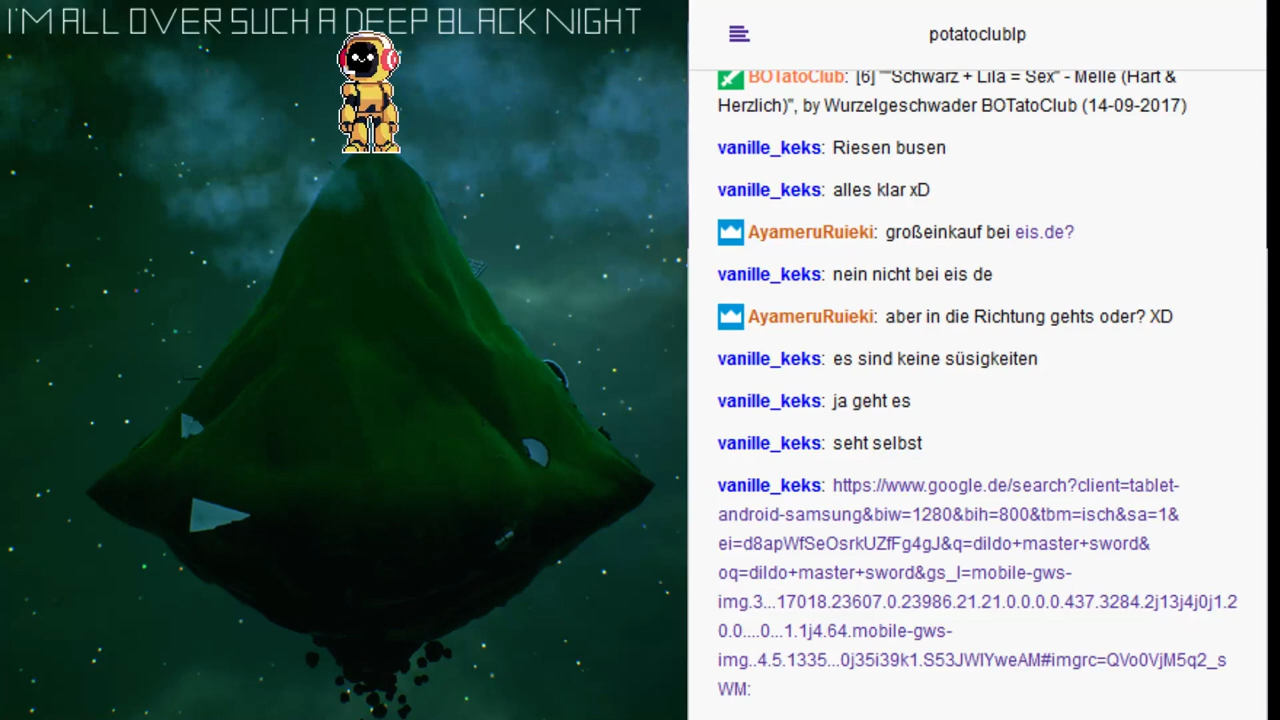 I'M ALL OVER SUCH A DEEP BLACK NIGHT
potatoclublp
BOTatoClub: [6] ""Schwarz + Lila = Sex" - Melle (Hart &
Herzlich)", by Wurzelgeschwader BOTatoClub (14-09-2017)
vanille_keks: Riesen busen
vanille_keks: alles klar xD
AyameruRuieki: großeinkauf bei eis.de?
vanille_keks: nein nicht bei eis de
AyameruRuieki: aber in die Richtung gehts oder? XD
vanille_keks: es sind keine süsigkeiten
vanille_keks: ja geht es
vanille_keks: seht selbst
vanille_keks: https://www.google.de/search?client=tablet-
android-samsung&biw=1280&bih=800&tbm=isch&sa=1&
ei=d8apWfSeOsrkUZfFg4gJ&q=dildo+master+sword&
oq=dildo+master+sword&gs_l=mobile-gws-
img.3...17018.23607.0.23986.21.21.0.0.0.0.437.3284.2j13j4j0j1.2
0.0....0...1.1j4.64.mobile-gws-
img..4.5.1335...0j35i39k1.S53JWlYweAM#imgrc=QVo0VjM5q2_s
WM: